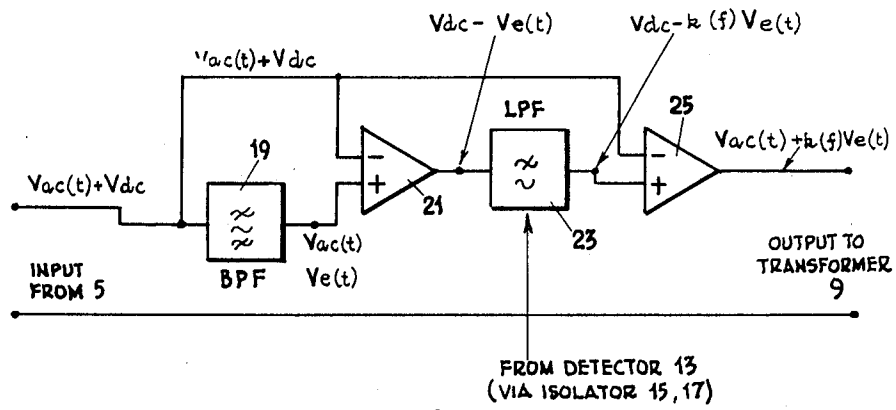 Vdc - Ve(t)
Vdc-k(f)Ve(t)
Vac(t)+Vdc
LPF
25
19
Vac(t)+k(f)Ve(t)
Vac(t)+Vdc
−
+
21
−
+
23
Vac(t)
Ve(t)
BPF
INPUT
FROM 5
OUTPUT TO
TRANSFORMER
9
FROM DETECTOR 13
(VIA ISOLATOR 15,17)